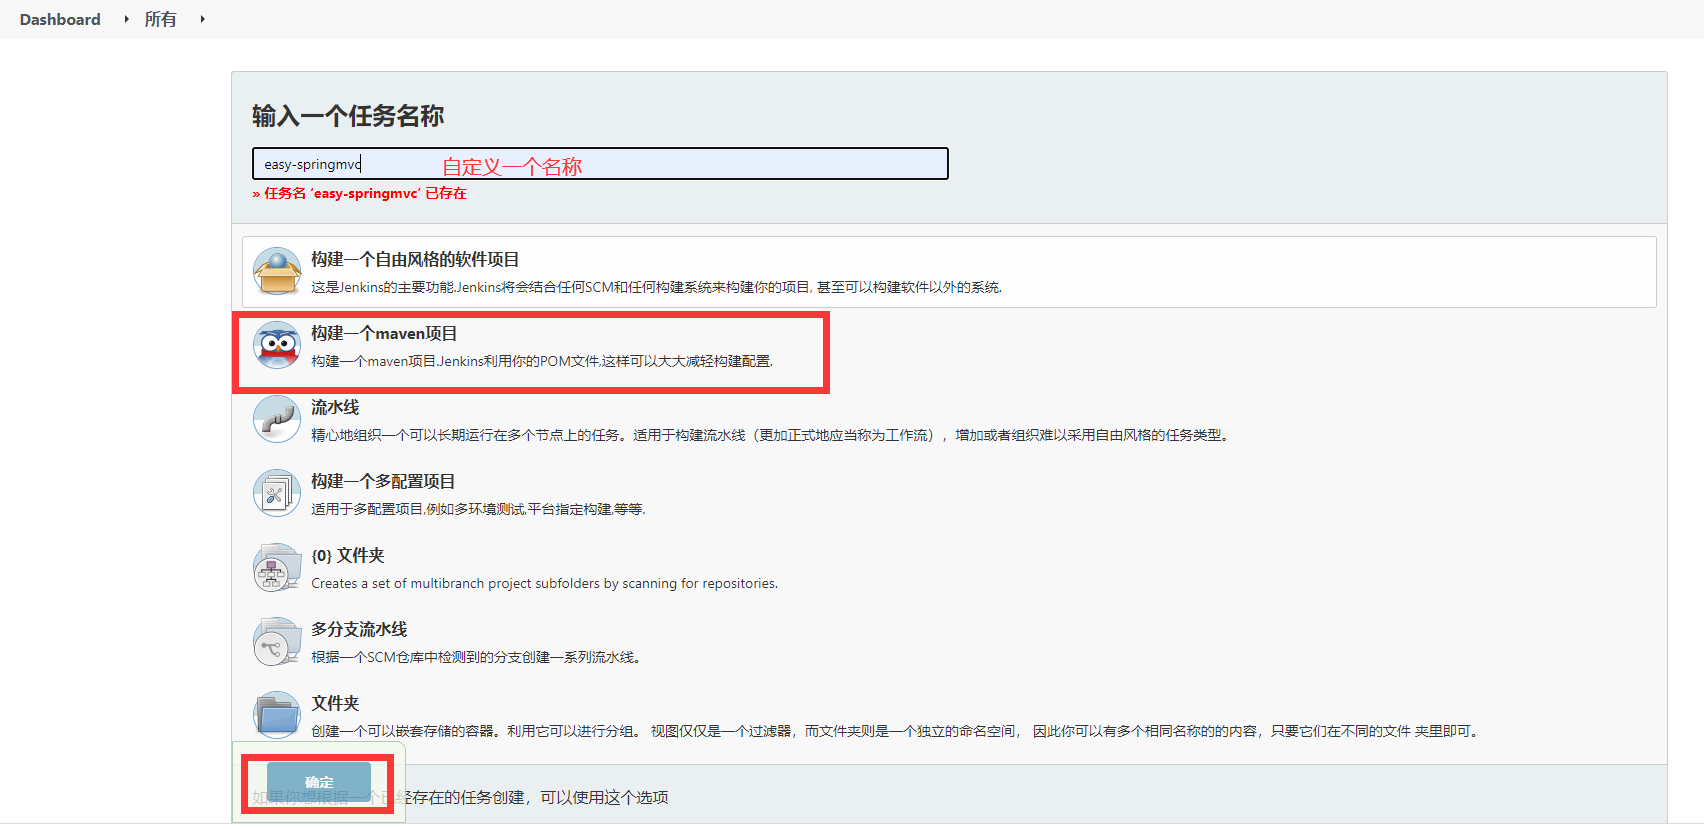 Dashboard 所有
输入一个任务名称
easy-springmvc 自定义一个名称
» 任务名 ‘easy-springmvc’ 已存在
构建一个自由风格的软件项目
这是Jenkins的主要功能.Jenkins将会结合任何SCM和任何构建系统来构建你的项目, 甚至可以构建软件以外的系统.
构建一个maven项目
构建一个maven项目.Jenkins利用你的POM文件,这样可以大大减轻构建配置.
流水线
精心地组织一个可以长期运行在多个节点上的任务。适用于构建流水线（更加正式地应当称为工作流），增加或者组织难以采用自由风格的任务类型。
构建一个多配置项目
适用于多配置项目,例如多环境测试,平台指定构建,等等.
{0} 文件夹
Creates a set of multibranch project subfolders by scanning for repositories.
多分支流水线
根据一个SCM仓库中检测到的分支创建一系列流水线。
文件夹
创建一个可以嵌套存储的容器。利用它可以进行分组。 视图仅仅是一个过滤器，而文件夹则是一个独立的命名空间， 因此你可以有多个相同名称的的内容，只要它们在不同的文件 夹里即可。
确定
如果你想根据一个已经存在的任务创建，可以使用这个选项